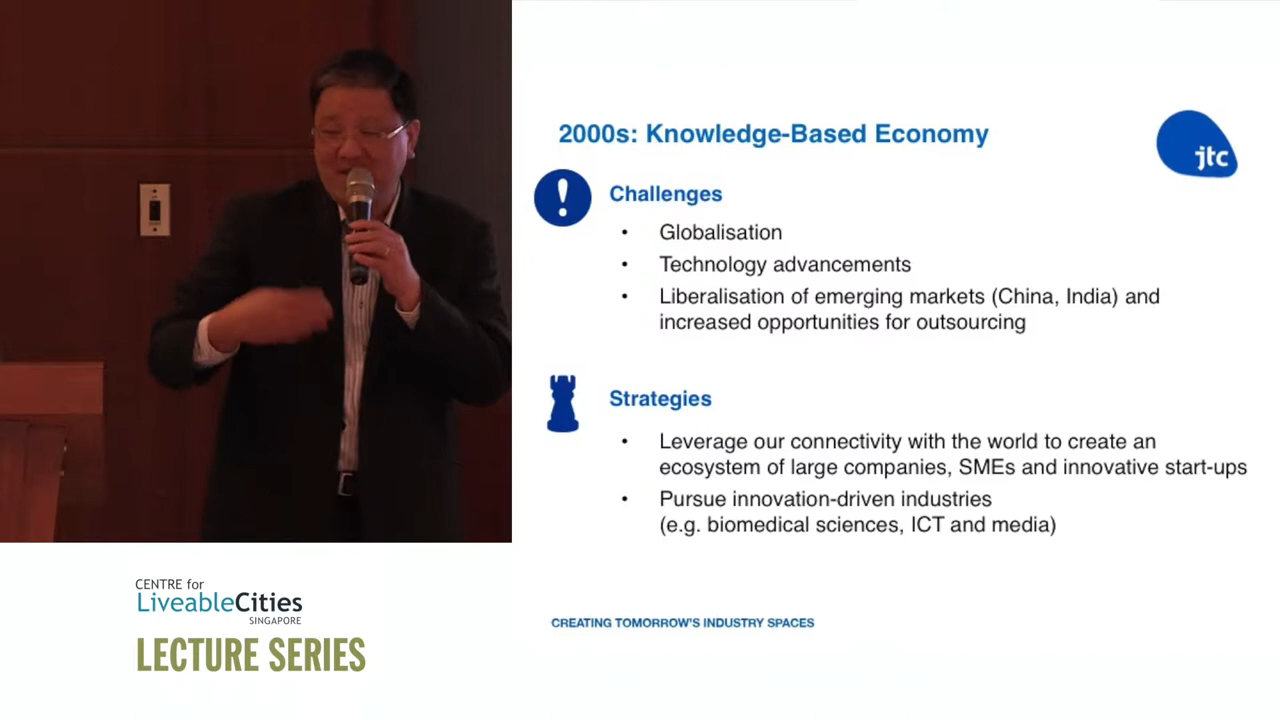 2000s: Knowledge-Based Economy
jtc
Challenges
• Globalisation
• Technology advancements
• Liberalisation of emerging markets (China, India) and
increased opportunities for outsourcing
Strategies
• Leverage our connectivity with the world to create an
ecosystem of large companies, SMEs and innovative start-ups
• Pursue innovation-driven industries
(e.g. biomedical sciences, ICT and media)
CREATING TOMORROW'S INDUSTRY SPACES
CENTRE for
LiveableCities
SINGAPORE
LECTURE SERIES